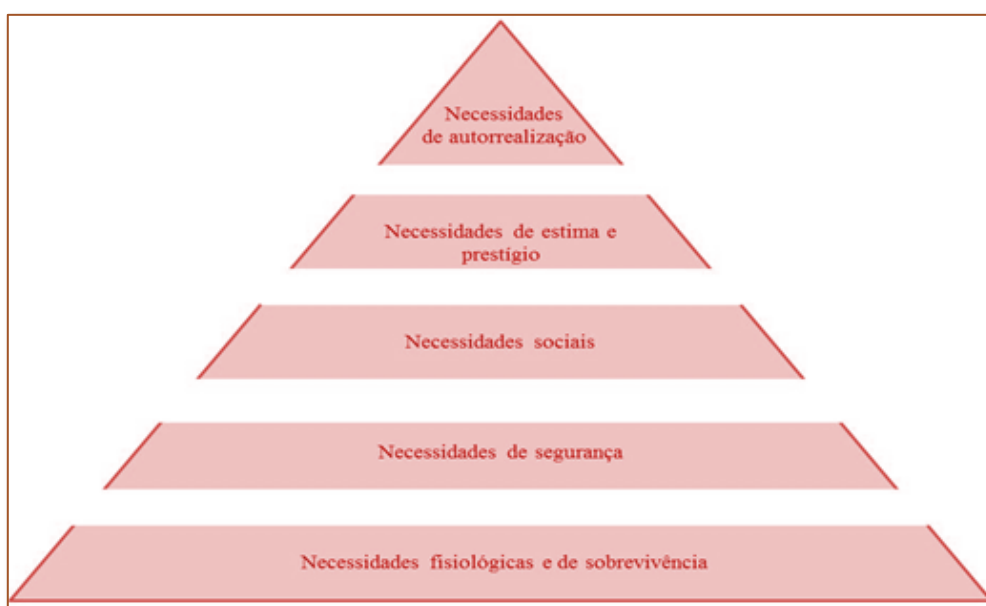 Necessidades
de autorrealização
Necessidades de estima e
prestígio
Necessidades sociais
Necessidades de segurança
Necessidades fisiológicas e de sobrevivência